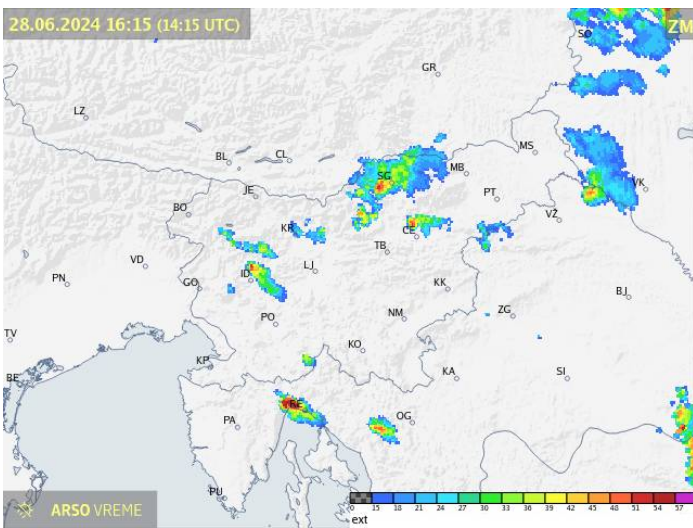 28.06.2024 16:15 (14:15 UTC)
ZM
SO
GR
LZ
MS
BL
CL
MB
SG
VK
JE
PT
BO
VŽ
KR
CE
TB
VD
LJ
ID
PN
GO
KK
BJ
NM
ZG
PO
TV
KO
KP
BE
KA
SI
RE
OG
PA
PU
ARSO VREME
0 15 18 21 24 27 30 33 36 39 42 45 48 51 54 57
ext